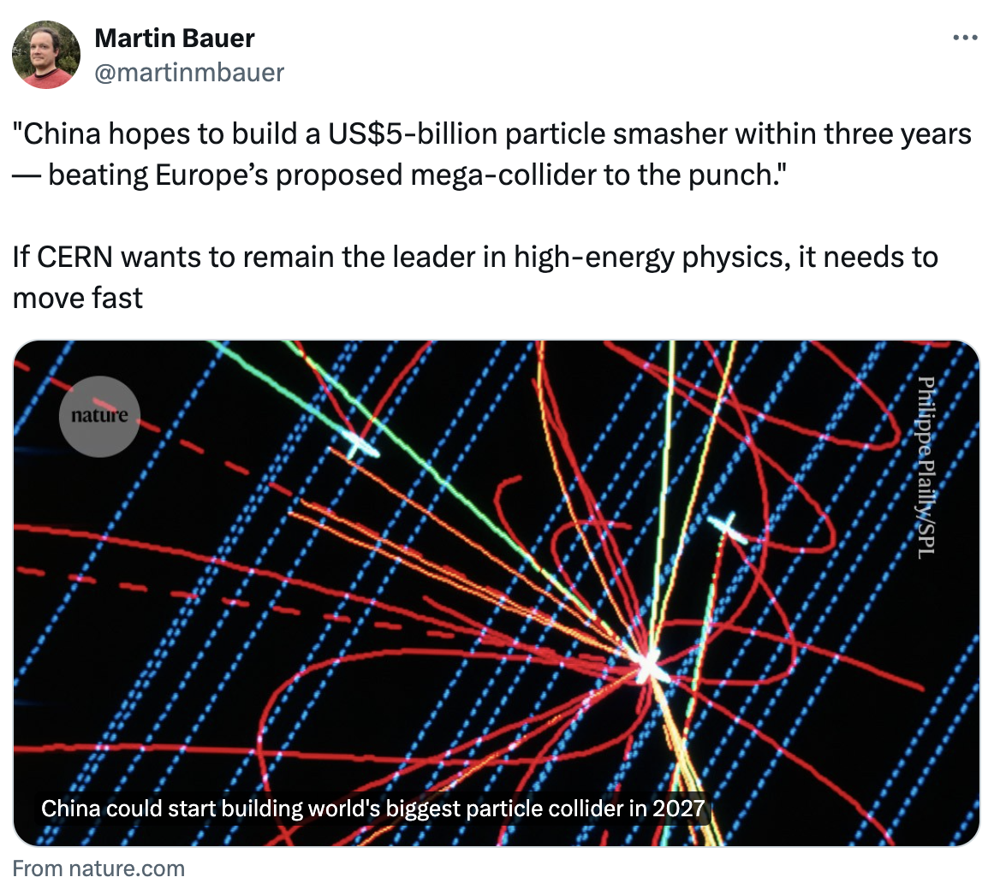 Martin Bauer
@martinmbauer
"China hopes to build a US$5-billion particle smasher within three years
— beating Europe’s proposed mega-collider to the punch."
If CERN wants to remain the leader in high-energy physics, it needs to
move fast
nature
Philippe Plailly/SPL
China could start building world's biggest particle collider in 2027
From nature.com